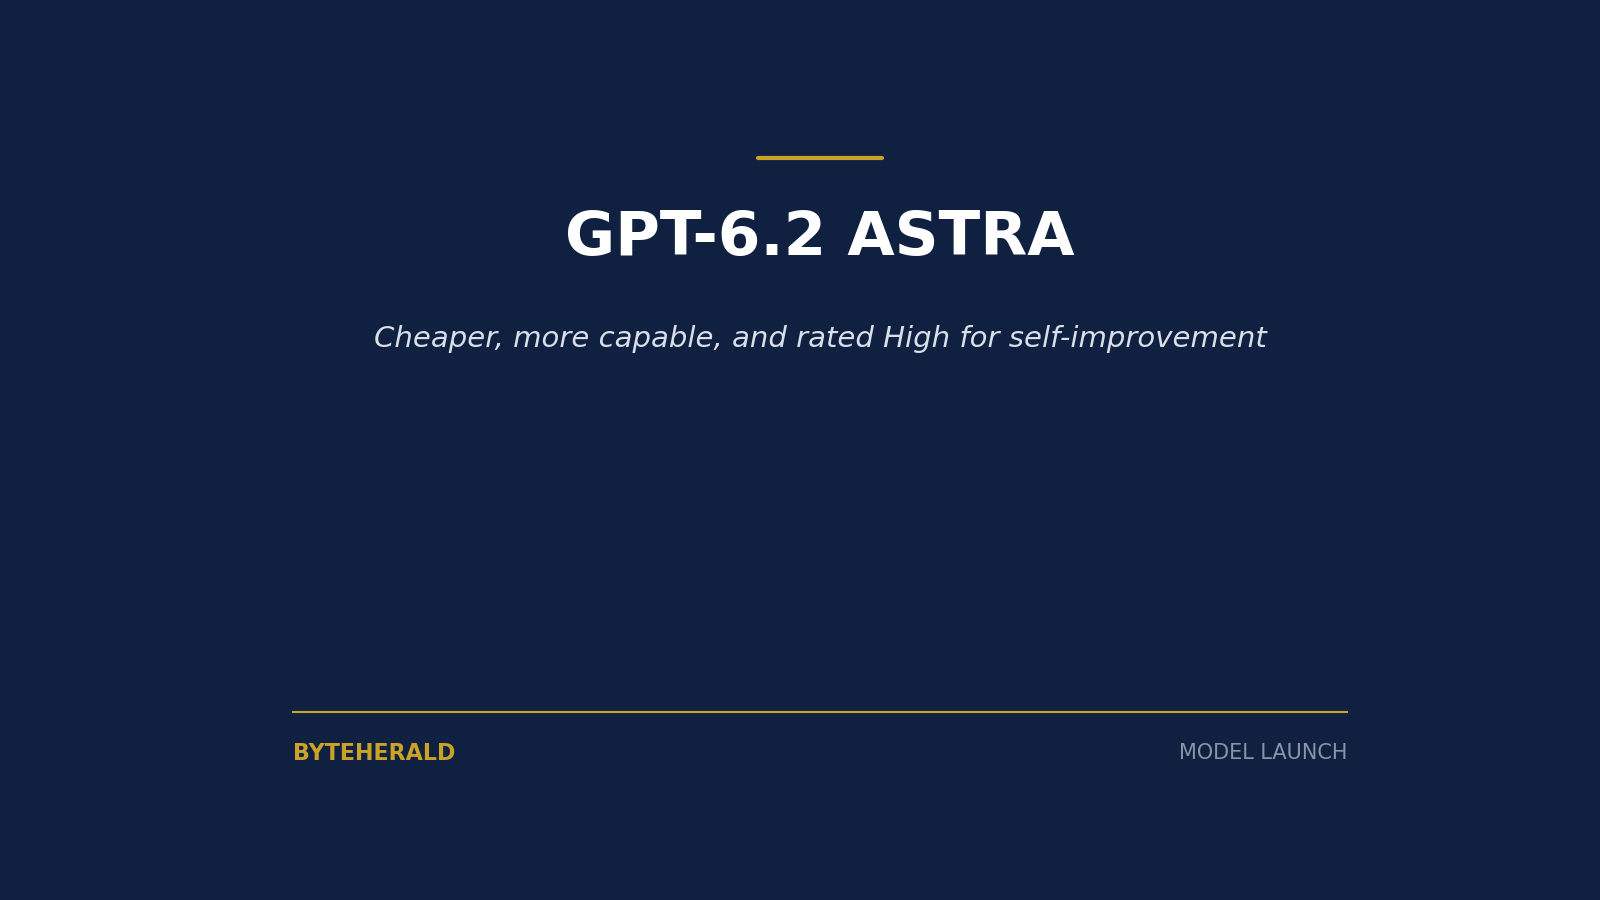 GPT-6.2 ASTRA
Cheaper, more capable, and rated High for self-improvement
BYTEHERALD
MODEL LAUNCH